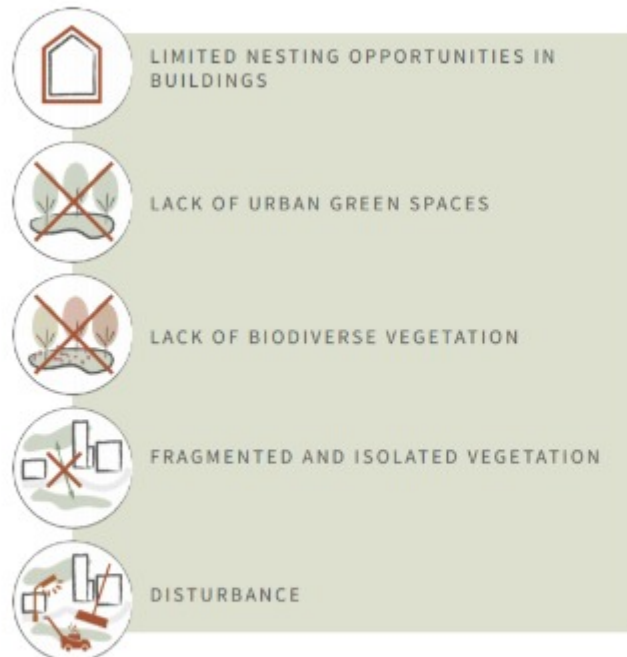 LIMITED NESTING OPPORTUNITIES IN
BUILDINGS
LACK OF URBAN GREEN SPACES
LACK OF BIODIVERSE VEGETATION
FRAGMENTED AND ISOLATED VEGETATION
DISTURBANCE